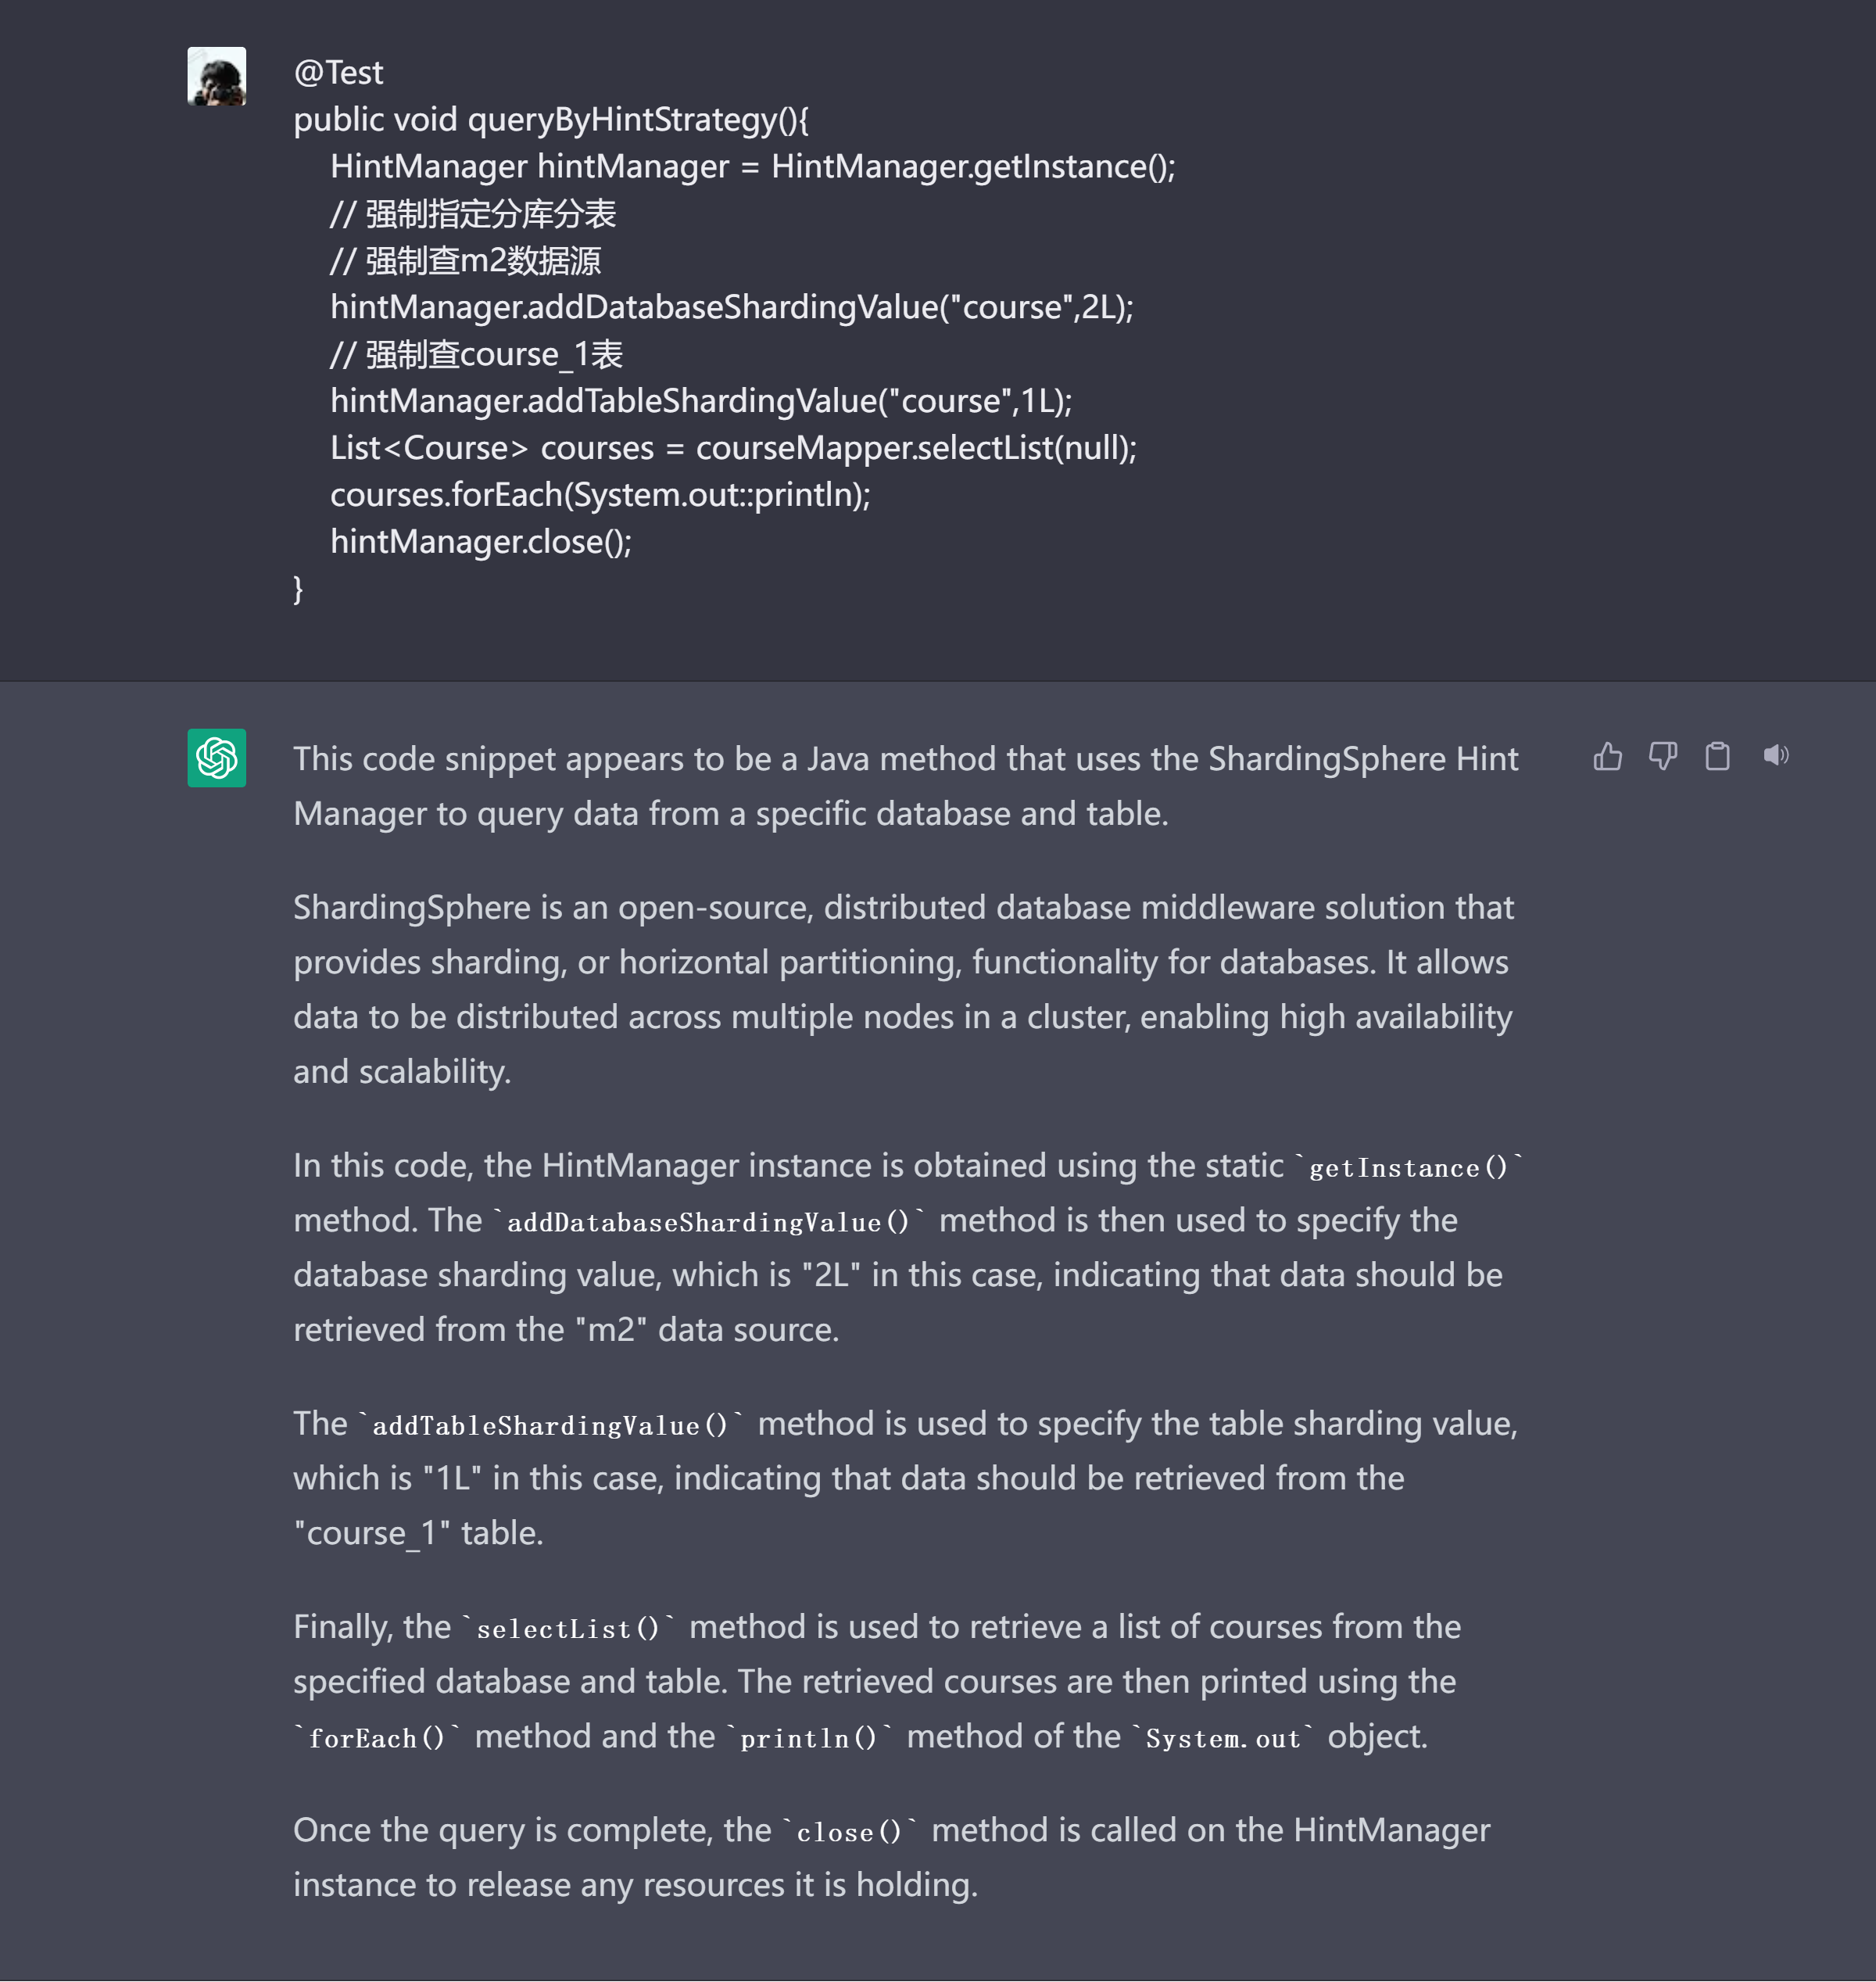 @Test
public void queryByHintStrategy(){
    HintManager hintManager = HintManager.getInstance();
    // 强制指定分库分表
    // 强制查m2数据源
    hintManager.addDatabaseShardingValue("course",2L);
    // 强制查course_1表
    hintManager.addTableShardingValue("course",1L);
    List<Course> courses = courseMapper.selectList(null);
    courses.forEach(System.out::println);
    hintManager.close();
}
This code snippet appears to be a Java method that uses the ShardingSphere Hint
Manager to query data from a specific database and table.
ShardingSphere is an open-source, distributed database middleware solution that
provides sharding, or horizontal partitioning, functionality for databases. It allows
data to be distributed across multiple nodes in a cluster, enabling high availability
and scalability.
In this code, the HintManager instance is obtained using the static `getInstance()`
method. The `addDatabaseShardingValue()` method is then used to specify the
database sharding value, which is "2L" in this case, indicating that data should be
retrieved from the "m2" data source.
The `addTableShardingValue()` method is used to specify the table sharding value,
which is "1L" in this case, indicating that data should be retrieved from the
"course_1" table.
Finally, the `selectList()` method is used to retrieve a list of courses from the
specified database and table. The retrieved courses are then printed using the
`forEach()` method and the `println()` method of the `System.out` object.
Once the query is complete, the `close()` method is called on the HintManager
instance to release any resources it is holding.